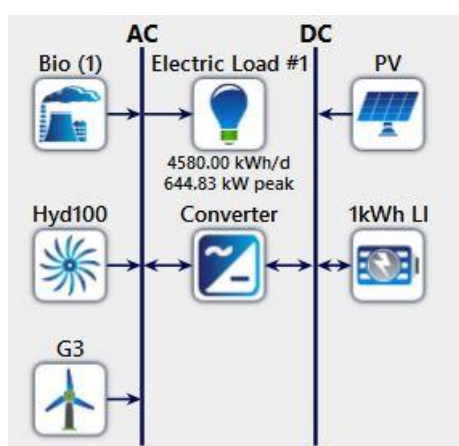 AC
DC
Bio (1)
Electric Load #1
PV
4580.00 kWh/d
644.83 kW peak
Hyd100
Converter
1kWh LI
G3